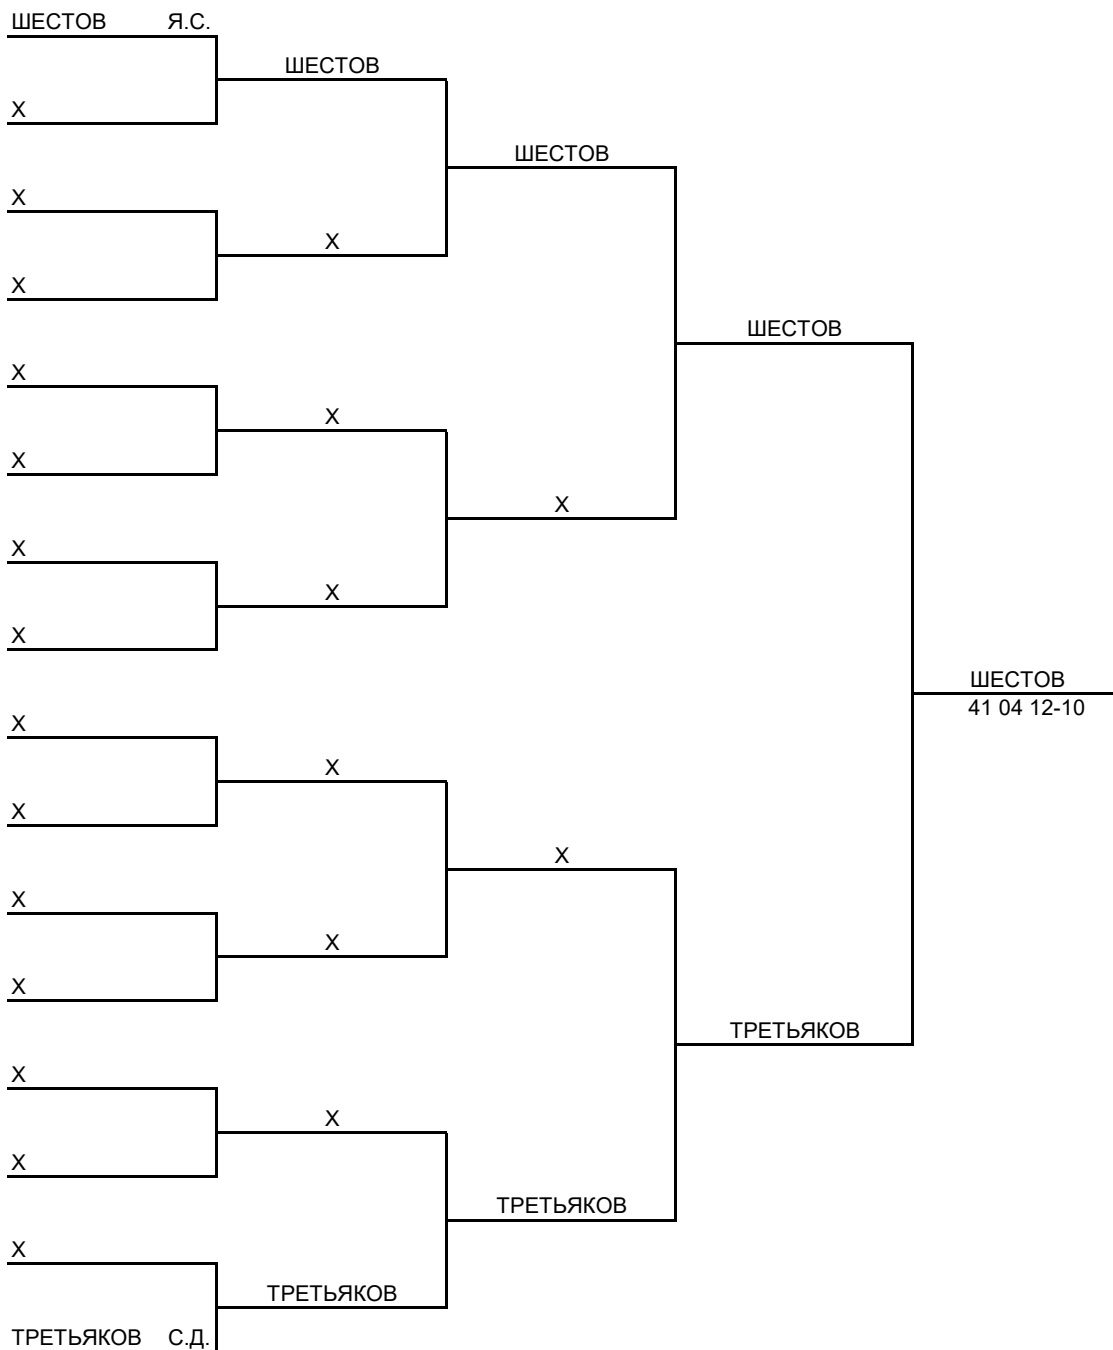 ШЕСТОВ Я.С.
ШЕСТОВ
Х
ШЕСТОВ
Х
Х
Х
ШЕСТОВ
Х
Х
Х
Х
Х
Х
Х
ШЕСТОВ
41 04 12-10
Х
Х
Х
Х
Х
Х
Х
ТРЕТЬЯКОВ
Х
Х
Х
ТРЕТЬЯКОВ
Х
ТРЕТЬЯКОВ
ТРЕТЬЯКОВ С.Д.